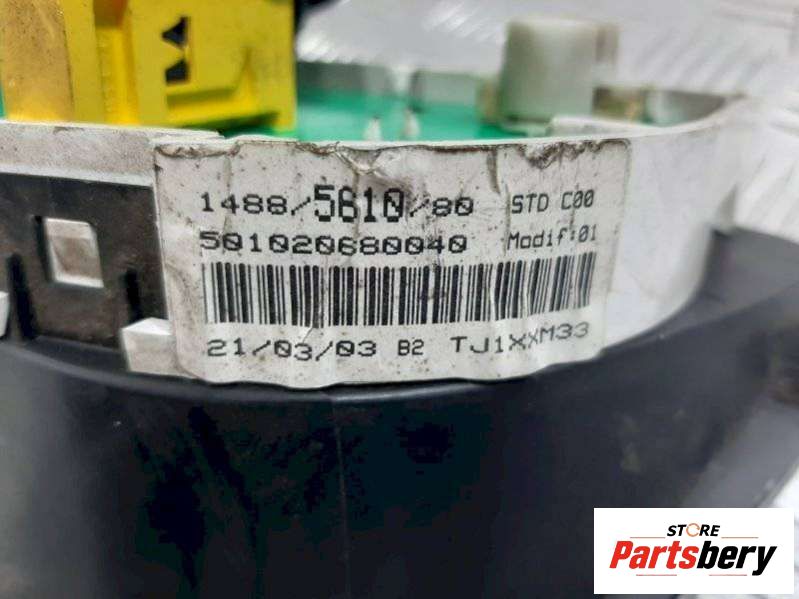 1488/5610/80 STD C00
501020680040 Modif:01
21/03/03 B2 TJ1XXM33
STORE
Partsbery